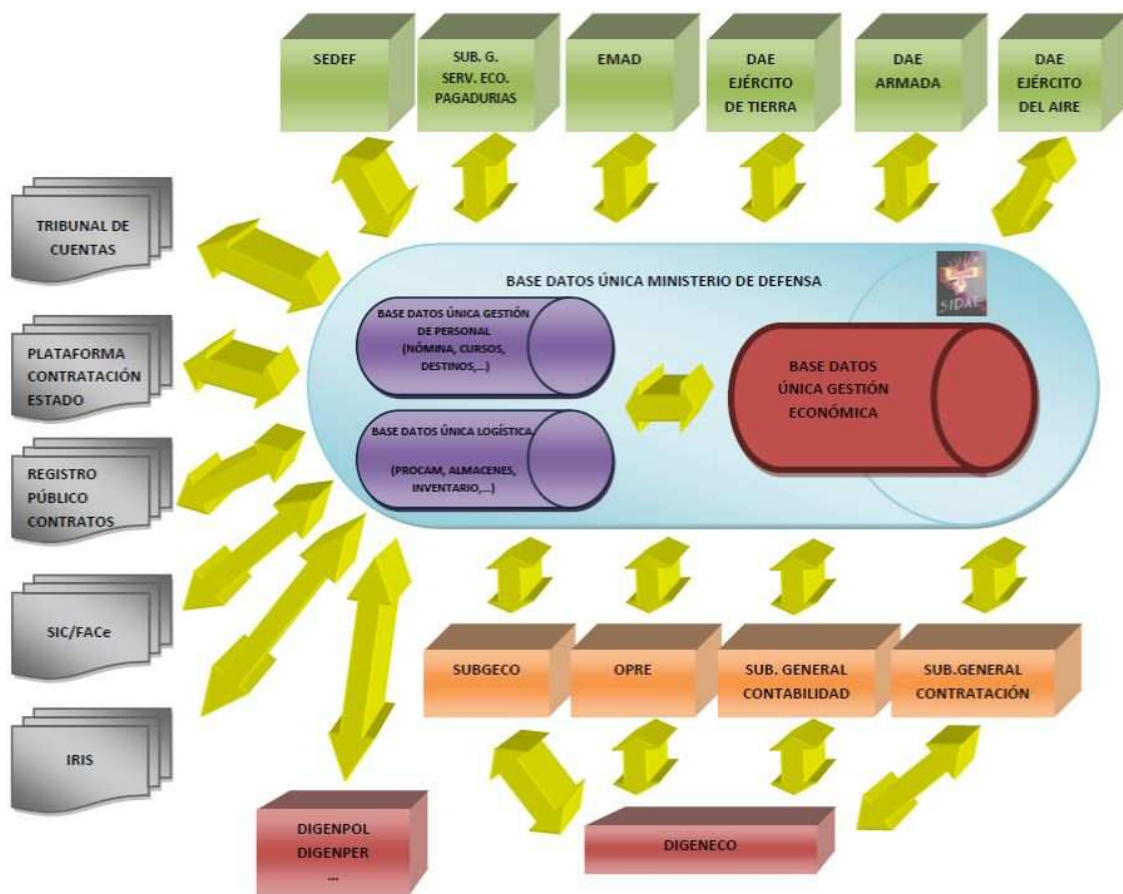 SEDEF
SUB. G.
SERV. ECO.
PAGADURIAS
EMAD
DAE
EJÉRCITO
DE TIERRA
DAE
ARMADA
DAE
EJÉRCITO
DEL AIRE
TRIBUNAL DE
CUENTAS
PLATAFORMA
CONTRATACIÓN
ESTADO
REGISTRO
PÚBLICO
CONTRATOS
SIC/FACe
IRIS
BASE DATOS ÚNICA MINISTERIO DE DEFENSA
SIDAE
BASE DATOS ÚNICA GESTIÓN
DE PERSONAL
(NÓMINA, CURSOS,
DESTINOS,...)
BASE DATOS ÚNICA LOGÍSTICA
(PROCAM, ALMACENES,
INVENTARIO,...)
BASE DATOS
ÚNICA GESTIÓN
ECONÓMICA
SUBGECO
OPRE
SUB. GENERAL
CONTABILIDAD
SUB.GENERAL
CONTRATACIÓN
DIGENPOL
DIGENPER
...
DIGENECO